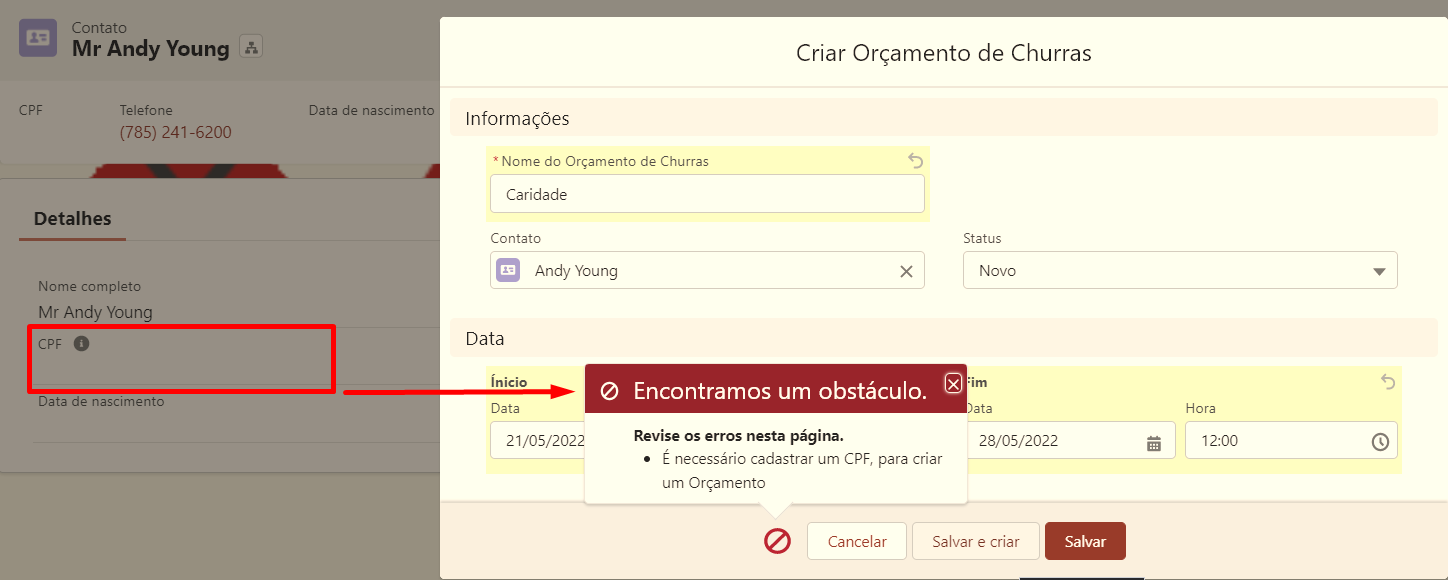 Contato
Mr Andy Young
CPF
Telefone
Data de nascimento
(785) 241-6200
Detalhes
Nome completo
Mr Andy Young
CPF
Data de nascimento
Criar Orçamento de Churras
Informações
* Nome do Orçamento de Churras
Caridade
Contato
Status
Andy Young
Novo
Data
Ínicio
Fim
Data
Data
Hora
21/05/2022
28/05/2022
12:00
Encontramos um obstáculo.
Revise os erros nesta página.
• É necessário cadastrar um CPF, para criar
um Orçamento
Cancelar
Salvar e criar
Salvar